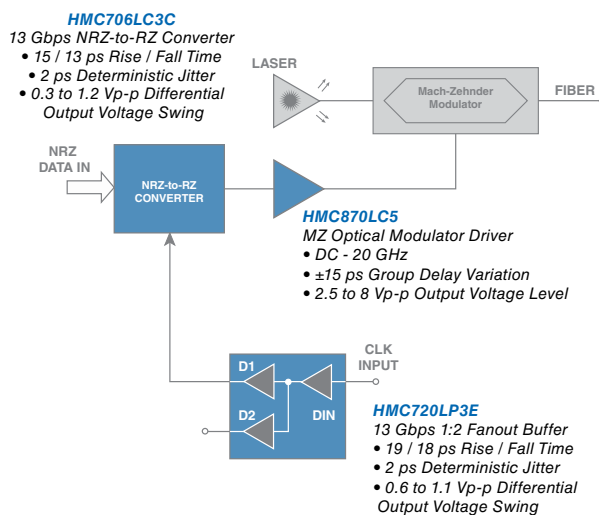 HMC706LC3C
13 Gbps NRZ-to-RZ Converter
• 15 / 13 ps Rise / Fall Time
• 2 ps Deterministic Jitter
• 0.3 to 1.2 Vp-p Differential
Output Voltage Swing
LASER
Mach-Zehnder
Modulator
FIBER
NRZ
DATA IN
NRZ-to-RZ
CONVERTER
HMC870LC5
MZ Optical Modulator Driver
• DC - 20 GHz
• ±15 ps Group Delay Variation
• 2.5 to 8 Vp-p Output Voltage Level
CLK
INPUT
D1
D2
DIN
HMC720LP3E
13 Gbps 1:2 Fanout Buffer
• 19 / 18 ps Rise / Fall Time
• 2 ps Deterministic Jitter
• 0.6 to 1.1 Vp-p Differential
Output Voltage Swing